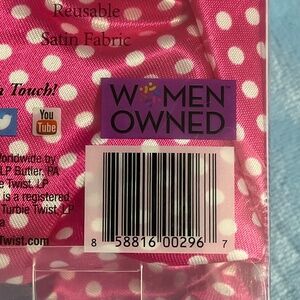 Reusable
Satin Fabric
Touch!
You
Tube
WOMEN™
OWNED
orldwide by
LP Butler, PA
Twist, LP
is a registered
Turbie Twist, LP
Twist.com
8 58816 00296 7